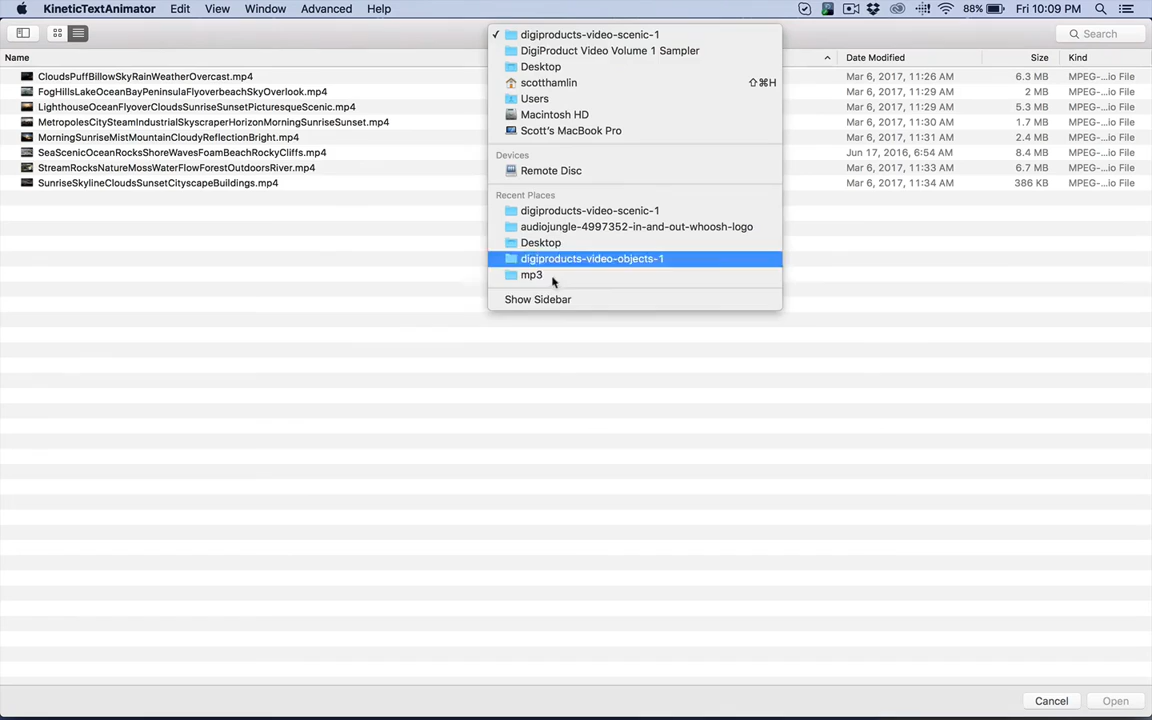 KineticTextAnimator Edit View Window Advanced Help 88% Fri 10:09 PM
Search
Name Date Modified Size Kind
CloudsPuffBillowSkyRainWeatherOvercast.mp4 Mar 6, 2017, 11:26 AM 6.3 MB MPEG-...io File
FogHillsLakeOceanBayPeninsulaFlyoverbeachSkyOverlook.mp4 Mar 6, 2017, 11:29 AM 2 MB MPEG-...io File
LighthouseOceanFlyoverCloudsSunriseSunsetPicturesqueScenic.mp4 Mar 6, 2017, 11:29 AM 5.3 MB MPEG-...io File
MetropolesCitySteamIndustrialSkyscraperHorizonMorningSunriseSunset.mp4 Mar 6, 2017, 11:30 AM 1.7 MB MPEG-...io File
MorningSunriseMistMountainCloudyReflectionBright.mp4 Mar 6, 2017, 11:31 AM 2.4 MB MPEG-...io File
SeaScenicOceanRocksShoreWavesFoamBeachRockyCliffs.mp4 Jun 17, 2016, 6:54 AM 8.4 MB MPEG-...io File
StreamRocksNatureMossWaterFlowForestOutdoorsRiver.mp4 Mar 6, 2017, 11:33 AM 6.7 MB MPEG-...io File
SunriseSkylineCloudsSunsetCityscapeBuildings.mp4 Mar 6, 2017, 11:34 AM 386 KB MPEG-...io File
✓ digiproducts-video-scenic-1
DigiProduct Video Volume 1 Sampler
Desktop
scotthamlin ⇧⌘H
Users
Macintosh HD
Scott's MacBook Pro
Devices
Remote Disc
Recent Places
digiproducts-video-scenic-1
audiojungle-4997352-in-and-out-whoosh-logo
Desktop
digiproducts-video-objects-1
mp3
Show Sidebar
Cancel Open